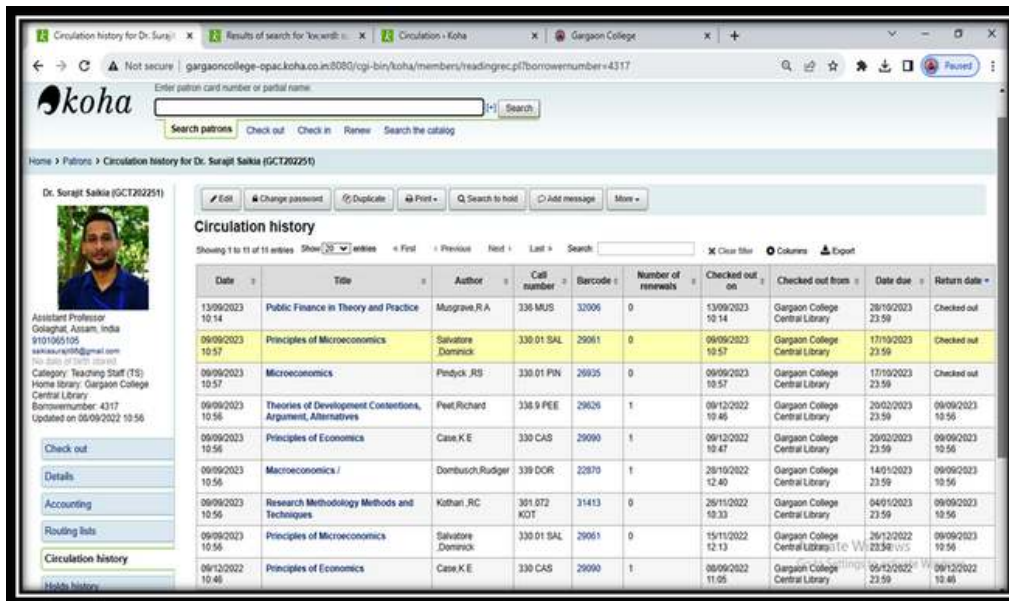 Circulation history for Dr. Suraji
Results of search for 'kw,wrdl: s
Circulation › Koha
Gargaon College
Not secure | gargaoncollege-opac.koha.co.in:8080/cgi-bin/koha/members/readingrec.pl?borrowernumber=4317
Paused
koha
Enter patron card number or partial name:
[+] Search
Search patrons Check out Check in Renew Search the catalog
Home > Patrons > Circulation history for Dr. Surajit Saikia (GCT202251)
Dr. Surajit Saikia (GCT202251)
Assistant Professor
Golaghat, Assam, India
9101065105
No date of birth stored.
Category: Teaching Staff (TS)
Home library: Gargaon College
Central Library
Borrowernumber: 4317
Updated on 08/09/2022 10:56
Check out
Details
Accounting
Routing lists
Circulation history
Holds history
Edit Change password Duplicate Print Search to hold Add message More
Circulation history
Showing 1 to 11 of 11 entries Show 20 entries « First ‹ Previous Next › Last » Search: Clear filter Columns Export
Date Title Author Call number Barcode Number of renewals Checked out on Checked out from Date due Return date
13/09/2023 10:14 Public Finance in Theory and Practice Musgrave,R.A 336 MUS 32006 0 13/09/2023 10:14 Gargaon College Central Library 28/10/2023 23:59 Checked out
09/09/2023 10:57 Principles of Microeconomics Salvatore ,Dominick 330.01 SAL 29061 0 09/09/2023 10:57 Gargaon College Central Library 17/10/2023 23:59 Checked out
09/09/2023 10:57 Microeconomics Pindyck ,RS 330.01 PIN 26935 0 09/09/2023 10:57 Gargaon College Central Library 17/10/2023 23:59 Checked out
09/09/2023 10:56 Theories of Development Contentions, Argument, Alternatives Peet,Richard 338.9 PEE 29626 1 09/12/2022 10:46 Gargaon College Central Library 20/02/2023 23:59 09/09/2023 10:56
09/09/2023 10:56 Principles of Economics Case,K.E 330 CAS 29090 1 09/12/2022 10:47 Gargaon College Central Library 20/02/2023 23:59 09/09/2023 10:56
09/09/2023 10:56 Macroeconomics / Dornbusch,Rudiger 339 DOR 22870 1 28/10/2022 12:40 Gargaon College Central Library 14/01/2023 23:59 09/09/2023 10:56
09/09/2023 10:56 Research Methodology Methods and Techniques Kothari ,RC 301.072 KOT 31413 0 26/11/2022 10:33 Gargaon College Central Library 04/01/2023 23:59 09/09/2023 10:56
09/09/2023 10:56 Principles of Microeconomics Salvatore ,Dominick 330.01 SAL 29061 0 15/11/2022 12:13 Gargaon College Central Library 26/12/2022 23:59 09/09/2023 10:56
09/12/2022 10:46 Principles of Economics Case,K.E 330 CAS 29090 1 08/09/2022 11:05 Gargaon College Central Library 05/12/2022 23:59 09/12/2022 10:46